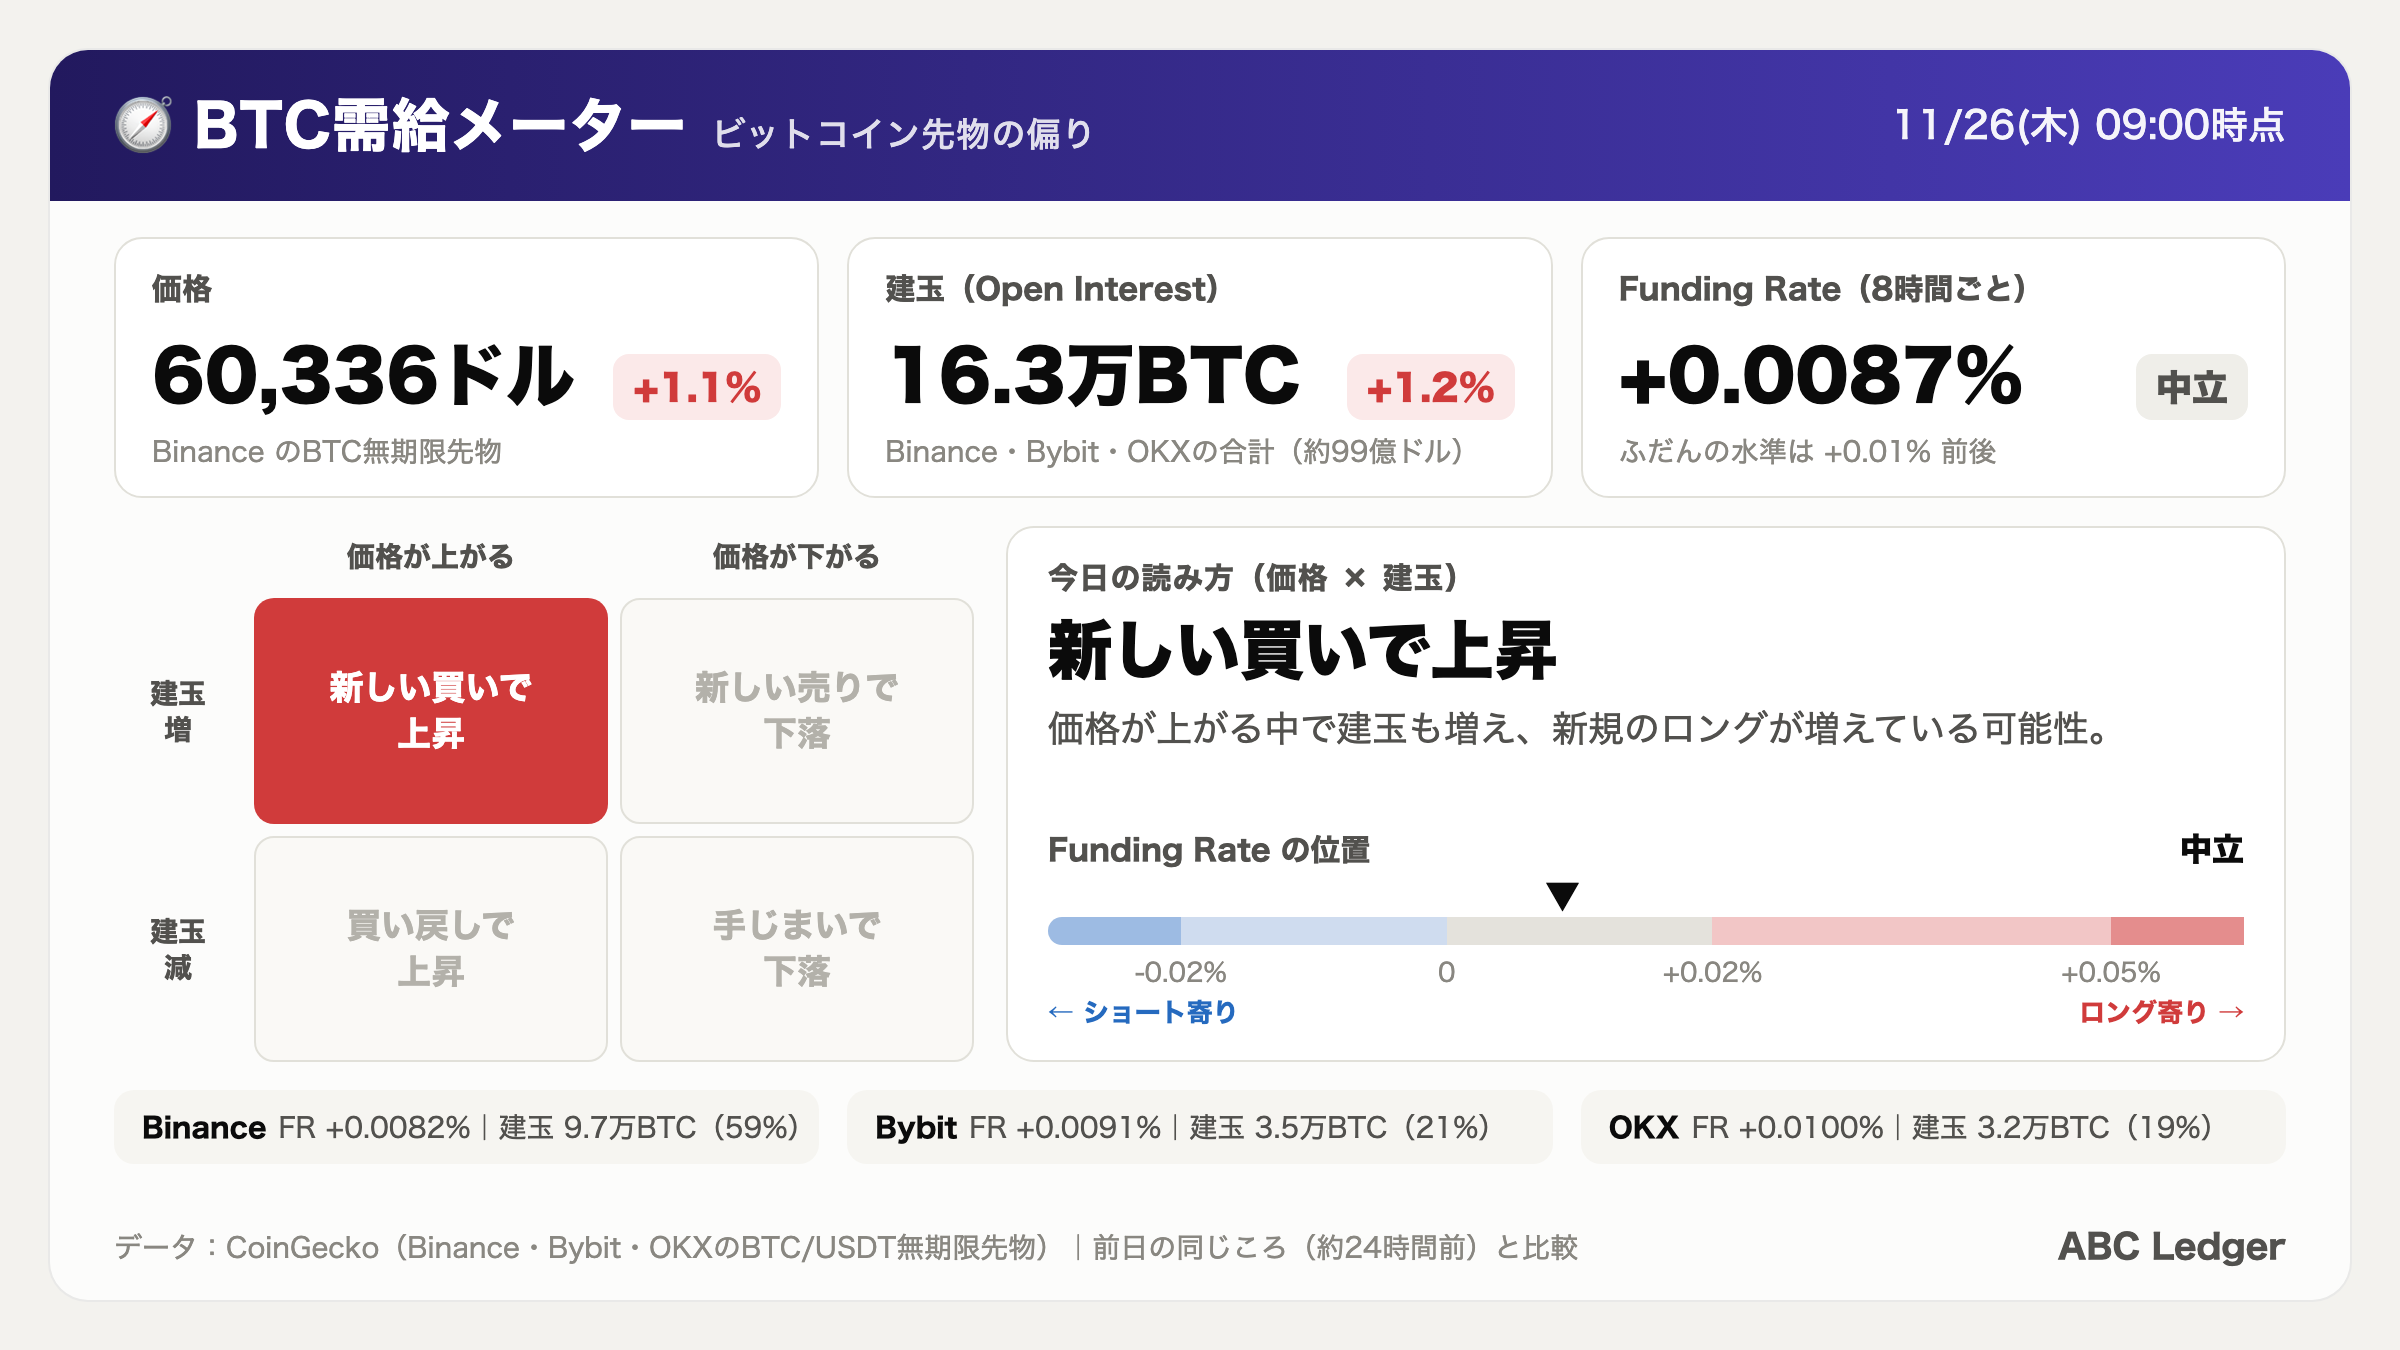 BTC需給メーター ビットコイン先物の偏り
11/26(木) 09:00時点
価格
60,336ドル +1.1%
Binance のBTC無期限先物
建玉（Open Interest）
16.3万BTC +1.2%
Binance・Bybit・OKXの合計（約99億ドル）
Funding Rate（8時間ごと）
+0.0087% 中立
ふだんの水準は +0.01% 前後
価格が上がる 価格が下がる
建玉
増
新しい買いで
上昇
新しい売りで
下落
建玉
減
買い戻しで
上昇
手じまいで
下落
今日の読み方（価格 × 建玉）
新しい買いで上昇
価格が上がる中で建玉も増え、新規のロングが増えている可能性。
Funding Rate の位置 中立
▼
-0.02% 0 +0.02% +0.05%
← ショート寄り ロング寄り →
Binance FR +0.0082%｜建玉 9.7万BTC（59%）
Bybit FR +0.0091%｜建玉 3.5万BTC（21%）
OKX FR +0.0100%｜建玉 3.2万BTC（19%）
データ：CoinGecko（Binance・Bybit・OKXのBTC/USDT無期限先物）｜前日の同じころ（約24時間前）と比較
ABC Ledger